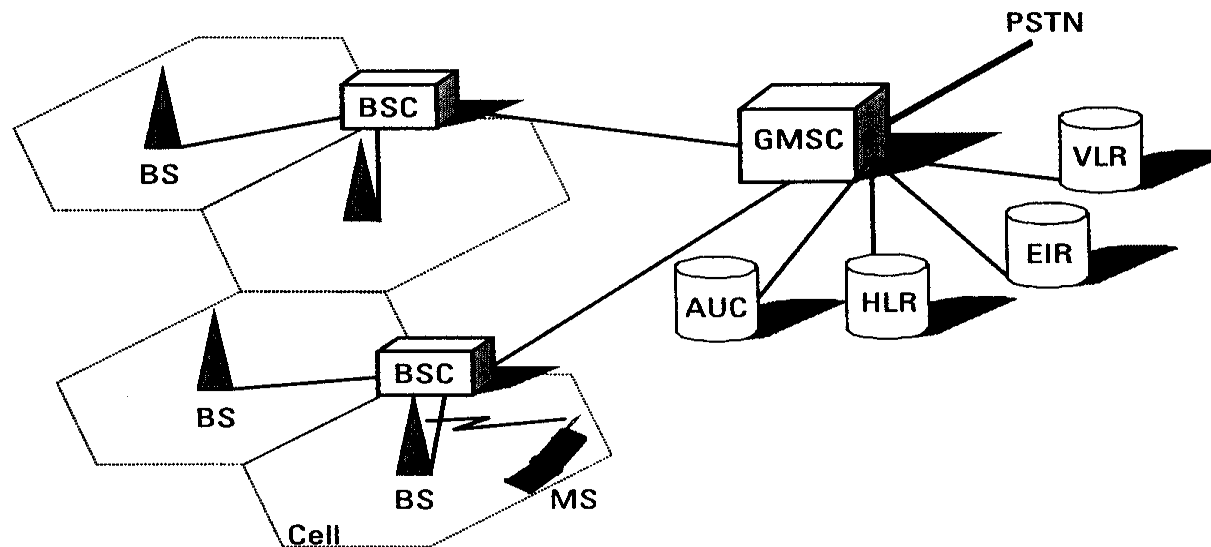 PSTN
BSC
GMSC
VLR
BS
EIR
AUC
HLR
BSC
BS
BS
MS
Cell